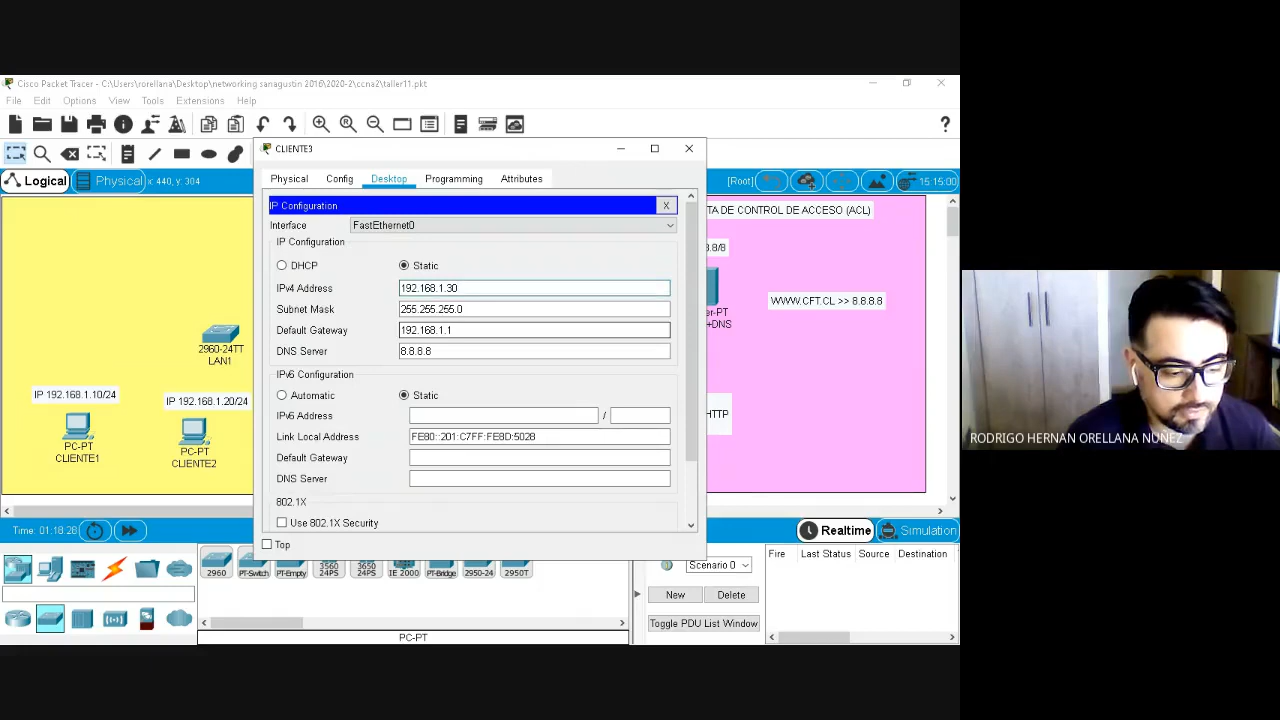 Cisco Packet Tracer - C:\Users\rorellana\Desktop\networking sanagustin 2016\2020-2\ccna2\taller11.pkt
File Edit Options View Tools Extensions Help
?
CLIENTE3
Logical Physical x: 440, y: 304
[Root] 15:15:00
Physical Config Desktop Programming Attributes
IP Configuration X
Interface FastEthernet0
IP Configuration
DHCP Static
IPv4 Address 192.168.1.30
Subnet Mask 255.255.255.0
Default Gateway 192.168.1.1
DNS Server 8.8.8.8
IPv6 Configuration
Automatic Static
IPv6 Address /
Link Local Address FE80::201:C7FF:FE8D:5028
Default Gateway
DNS Server
802.1X
Use 802.1X Security
Top
2960-24TT
LAN1
IP 192.168.1.10/24
IP 192.168.1.20/24
PC-PT
CLIENTE1
PC-PT
CLIENTE2
TA DE CONTROL DE ACCESO (ACL)
8.8/8
WWW.CFT.CL >> 8.8.8.8
er-PT
+DNS
HTTP
RODRIGO HERNAN ORELLANA NUÑEZ
Time: 01:18:28
Realtime Simulation
2960 PT-Switch PT-Empty 3560 24PS 3650 24PS IE 2000 PT-Bridge 2950-24 2950T
PC-PT
Scenario 0
New Delete
Toggle PDU List Window
Fire Last Status Source Destination